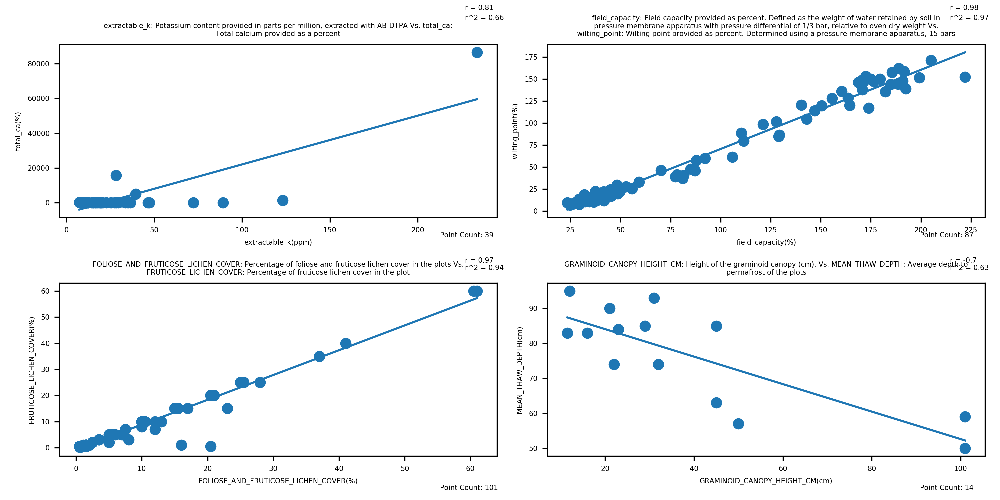 r = 0.81
r^2 = 0.66
extractable_k: Potassium content provided in parts per million, extracted with AB-DTPA Vs. total_ca:
Total calcium provided as a percent
total_ca(%)
80000
60000
40000
20000
0
0 50 100 150 200
Point Count: 39
extractable_k(ppm)
r = 0.98
r^2 = 0.97
field_capacity: Field capacity provided as percent. Defined as the weight of water retained by soil in
pressure membrane apparatus with pressure differential of 1/3 bar, relative to oven dry weight Vs.
wilting_point: Wilting point provided as percent. Determined using a pressure membrane apparatus, 15 bars
wilting_point(%)
175
150
125
100
75
50
25
0
25 50 75 100 125 150 175 200 225
Point Count: 87
field_capacity(%)
r = 0.97
r^2 = 0.94
FOLIOSE_AND_FRUTICOSE_LICHEN_COVER: Percentage of foliose and fruticose lichen cover in the plots Vs.
FRUTICOSE_LICHEN_COVER: Percentage of fruticose lichen cover in the plot
FRUTICOSE_LICHEN_COVER(%)
60
50
40
30
20
10
0
0 10 20 30 40 50 60
FOLIOSE_AND_FRUTICOSE_LICHEN_COVER(%)
Point Count: 101
r = -0.7
r^2 = 0.63
GRAMINOID_CANOPY_HEIGHT_CM: Height of the graminoid canopy (cm). Vs. MEAN_THAW_DEPTH: Average depth to
permafrost of the plots
MEAN_THAW_DEPTH(cm)
90
80
70
60
50
20 40 60 80 100
GRAMINOID_CANOPY_HEIGHT_CM(cm)
Point Count: 14